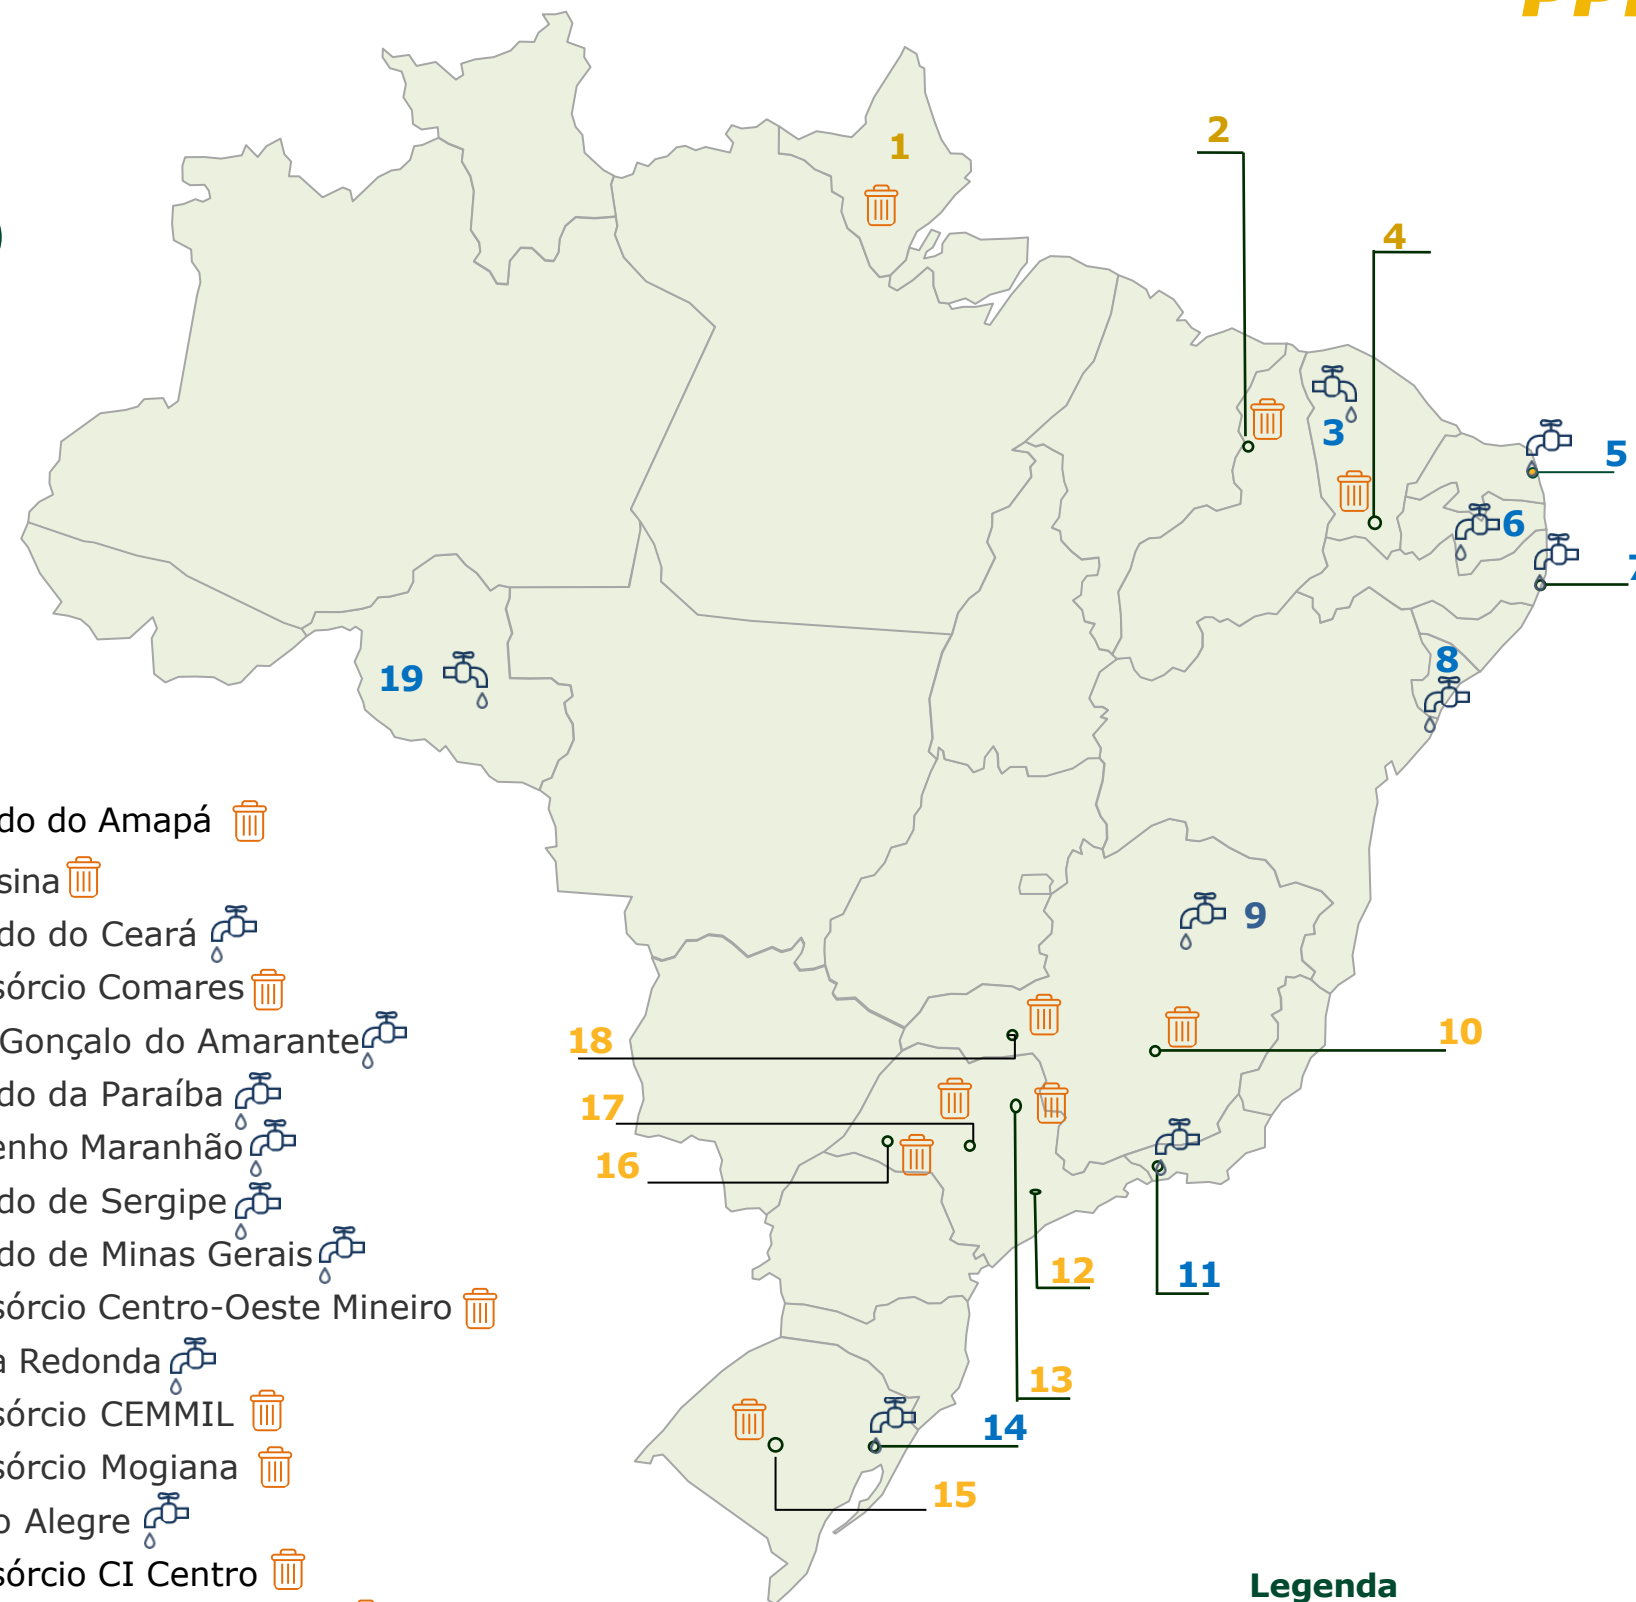 PPI
1
2
4
3
5
6
7
19
8
9
18
10
17
16
12
11
13
14
15
do do Amapá
sina
do do Ceará
sórcio Comares
Gonçalo do Amarante
do da Paraíba
enho Maranhão
do de Sergipe
do de Minas Gerais
sórcio Centro-Oeste Mineiro
a Redonda
sórcio CEMMIL
sórcio Mogiana
o Alegre
sórcio CI Centro
Legenda